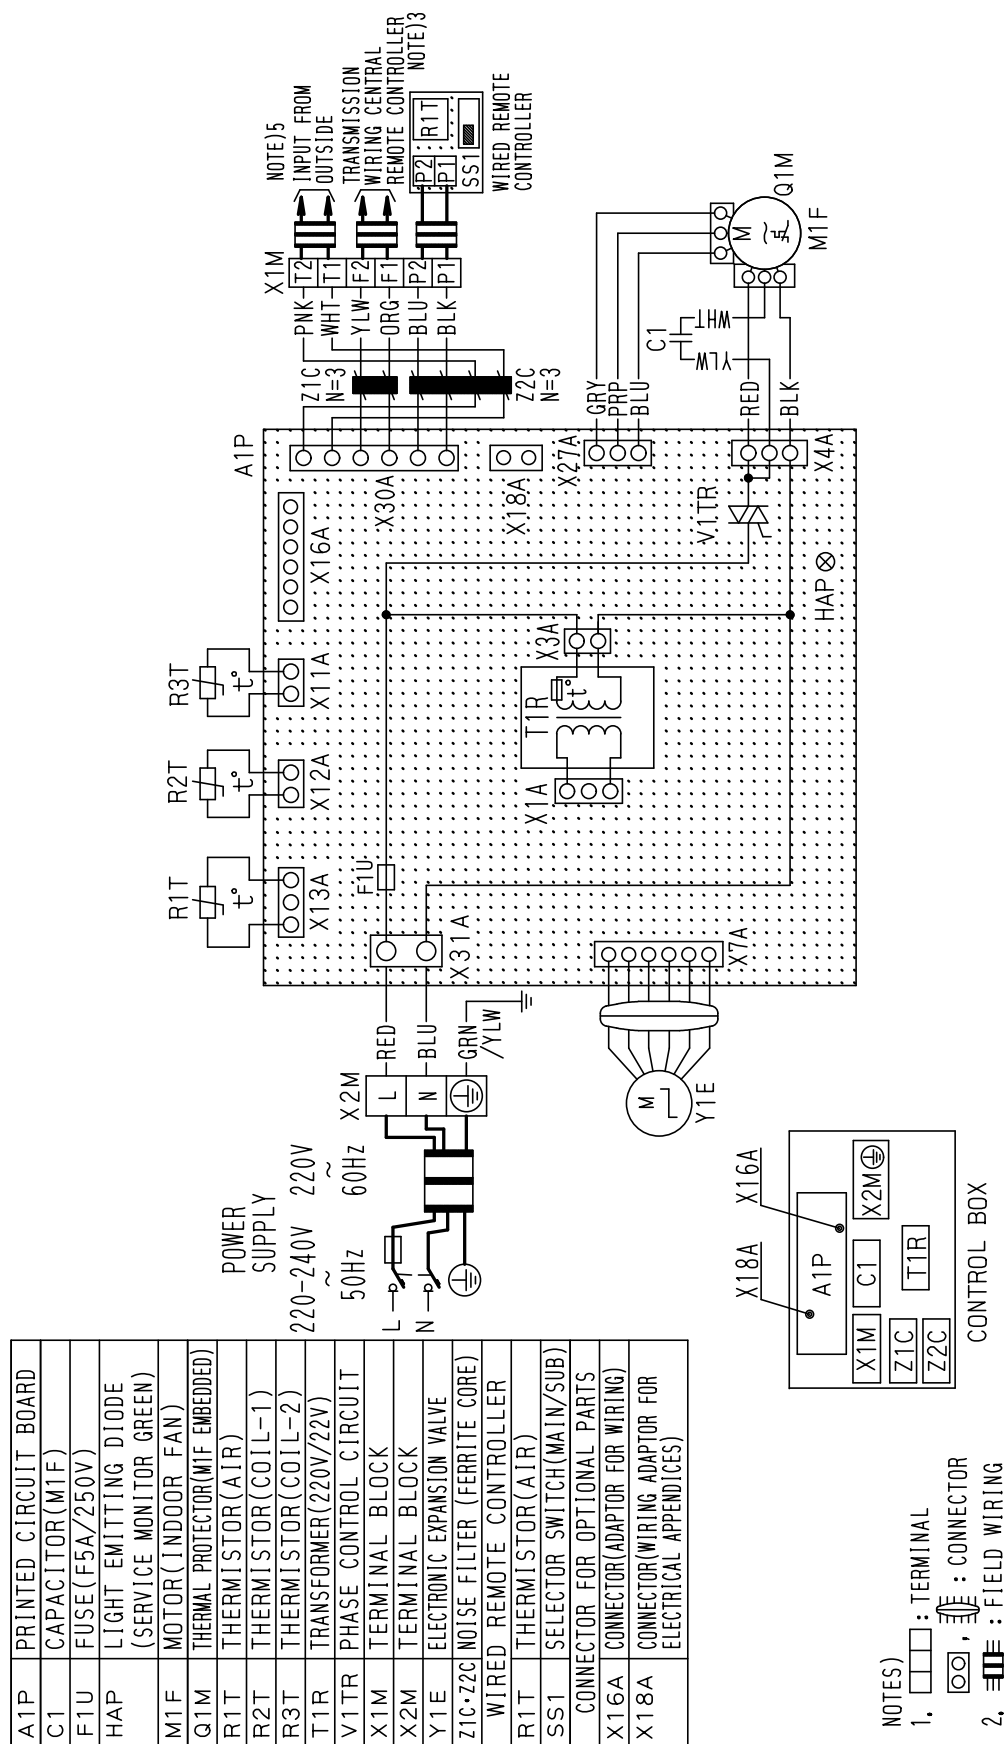 A1P PRINTED CIRCUIT BOARD
C1 CAPACITOR(M1F)
F1U FUSE(F5A/250V)
HAP LIGHT EMITTING DIODE
(SERVICE MONITOR GREEN)
M1F MOTOR(INDOOR FAN)
Q1M THERMAL PROTECTOR(M1F EMBEDDED)
R1T THERMISTOR(AIR)
R2T THERMISTOR(COIL-1)
R3T THERMISTOR(COIL-2)
T1R TRANSFORMER(220V/22V)
V1TR PHASE CONTROL CIRCUIT
X1M TERMINAL BLOCK
X2M TERMINAL BLOCK
Y1E ELECTRONIC EXPANSION VALVE
Z1C·Z2C NOISE FILTER (FERRITE CORE)
WIRED REMOTE CONTROLLER
R1T THERMISTOR(AIR)
SS1 SELECTOR SWITCH(MAIN/SUB)
CONNECTOR FOR OPTIONAL PARTS
X16A CONNECTOR(ADAPTOR FOR WIRING)
X18A CONNECTOR(WIRING ADAPTOR FOR
ELECTRICAL APPENDICES)
NOTES)
1. : TERMINAL
, : CONNECTOR
2. : FIELD WIRING
POWER
SUPPLY
220-240V 220V
~ ~
50Hz 60Hz
L
N
X2M
L
N
RED
BLU
GRN
/YLW
R1T
t°
X13A
R2T
t°
X12A
R3T
t°
X11A
X16A
A1P
X30A
X18A
X31A
F1U
X1A
T1R
t°
X3A
V1TR
HAP
X27A
X4A
X7A
M
Y1E
Z1C
N=3
Z2C
N=3
PNK
WHT
YLW
ORG
BLU
BLK
X1M
T2
T1
F2
F1
P2
P1
NOTE)5
INPUT FROM
OUTSIDE
TRANSMISSION
WIRING CENTRAL
REMOTE CONTROLLER
NOTE)3
P2
P1
R1T
SS1
WIRED REMOTE
CONTROLLER
GRY
PRP
BLU
C1
YLW
WHT
RED
BLK
M
~
Q1M
M1F
X18A
X16A
A1P
X1M
C1
X2M
Z1C
T1R
Z2C
CONTROL BOX